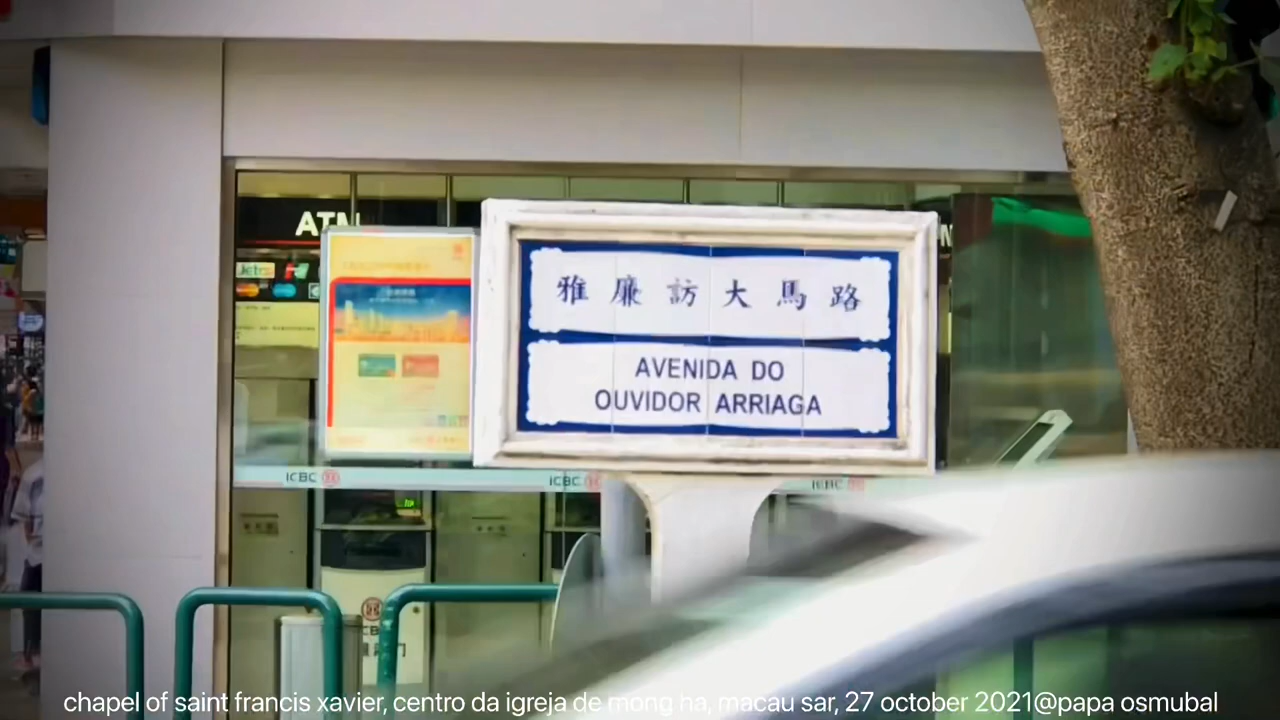 ATM
Jetco
雅廉訪大馬路
AVENIDA DO
OUVIDOR ARRIAGA
ICBC
ICBC
ICBC
chapel of saint francis xavier, centro da igreja de mong ha, macau sar, 27 october 2021@papa osmubal